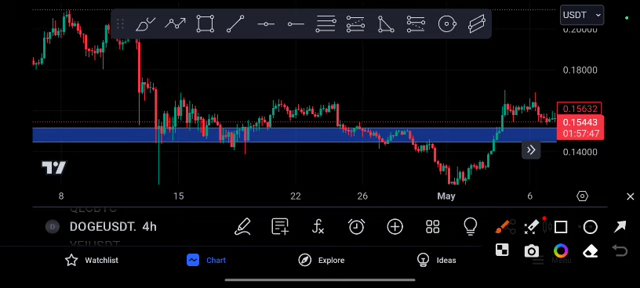 USDT
0.20000
0.18000
0.15632
0.15443
01:57:47
0.14000
8 15 22 26 May 6
DOGEUSDT. 4h
Watchlist Chart Explore Ideas Menu